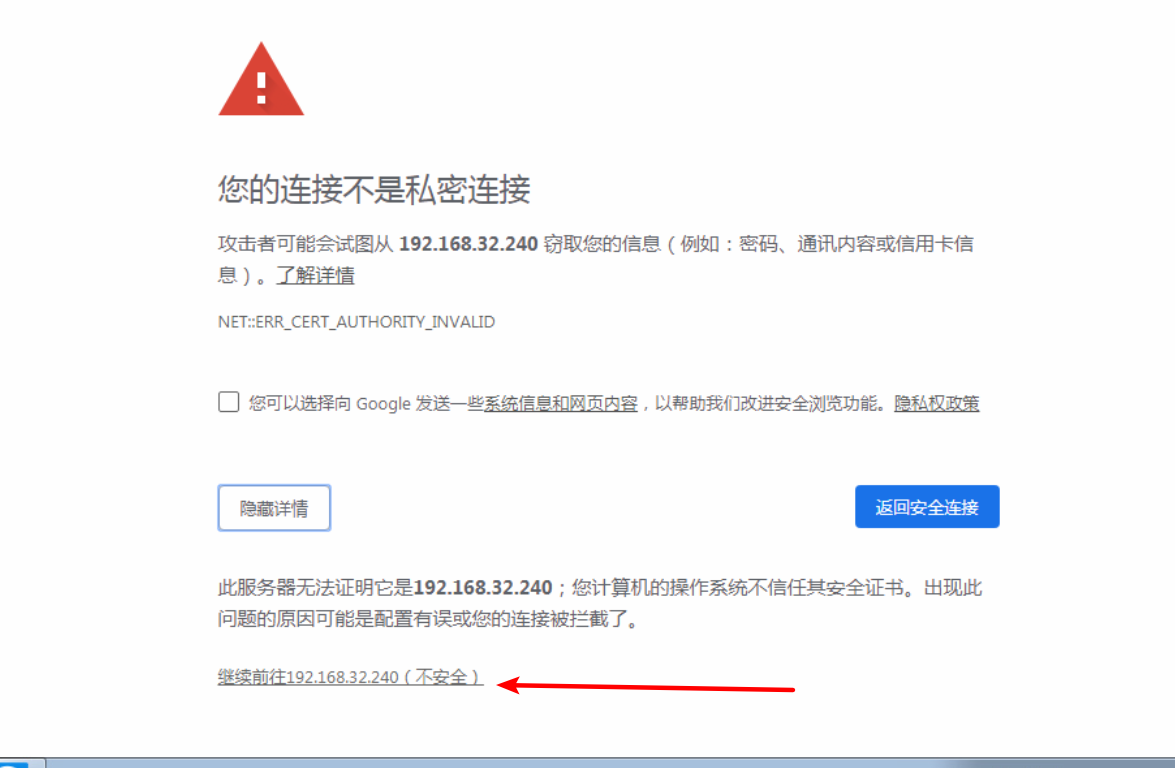 您的连接不是私密连接
攻击者可能会试图从 192.168.32.240 窃取您的信息（例如：密码、通讯内容或信用卡信
息）。了解详情
NET::ERR_CERT_AUTHORITY_INVALID
您可以选择向 Google 发送一些系统信息和网页内容，以帮助我们改进安全浏览功能。隐私权政策
隐藏详情
返回安全连接
此服务器无法证明它是192.168.32.240；您计算机的操作系统不信任其安全证书。出现此
问题的原因可能是配置有误或您的连接被拦截了。
继续前往192.168.32.240（不安全）